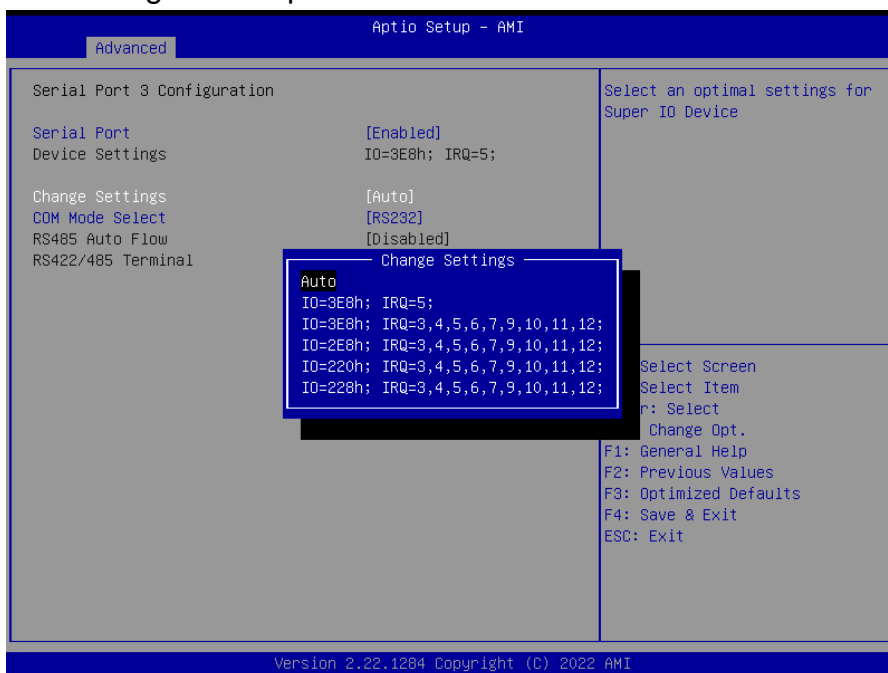 Aptio Setup – AMI
Advanced
Serial Port 3 Configuration
Serial Port [Enabled]
Device Settings IO=3E8h; IRQ=5;
Change Settings [Auto]
COM Mode Select [RS232]
RS485 Auto Flow [Disabled]
RS422/485 Terminal
Change Settings
Auto
IO=3E8h; IRQ=5;
IO=3E8h; IRQ=3,4,5,6,7,9,10,11,12;
IO=2E8h; IRQ=3,4,5,6,7,9,10,11,12;
IO=220h; IRQ=3,4,5,6,7,9,10,11,12;
IO=228h; IRQ=3,4,5,6,7,9,10,11,12;
Select an optimal settings for
Super IO Device
Select Screen
Select Item
r: Select
Change Opt.
F1: General Help
F2: Previous Values
F3: Optimized Defaults
F4: Save & Exit
ESC: Exit
Version 2.22.1284 Copyright (C) 2022 AMI